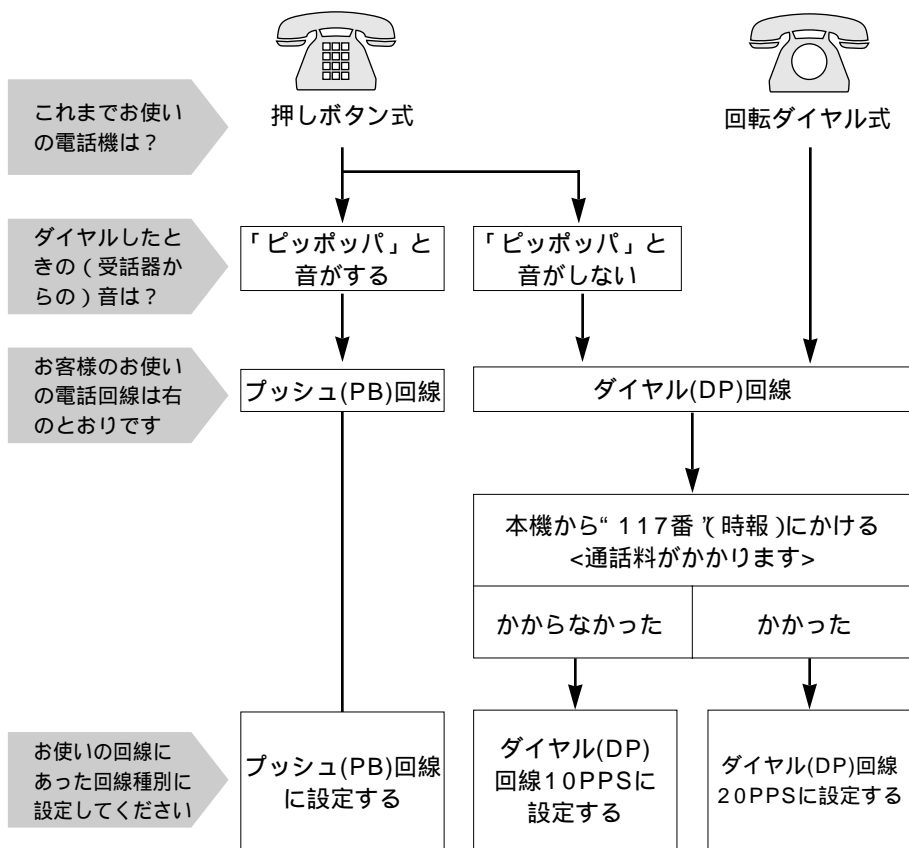 押しボタン式
回転ダイヤル式
これまでお使い
の電話機は？
ダイヤルしたと
きの（受話器か
らの）音は？
「ピッポッパ」と
音がする
「ピッポッパ」と
音がしない
お客様のお使い
の電話回線は右
のとおりです
プッシュ(PB)回線
ダイヤル(DP)回線
本機から“117番”(時報)にかける
<通話料がかかります>
かからなかった
かかった
お使いの回線に
あった回線種別に
設定してください
プッシュ(PB)回線
に設定する
ダイヤル(DP)
回線10PPSに
設定する
ダイヤル(DP)回線
20PPSに設定する